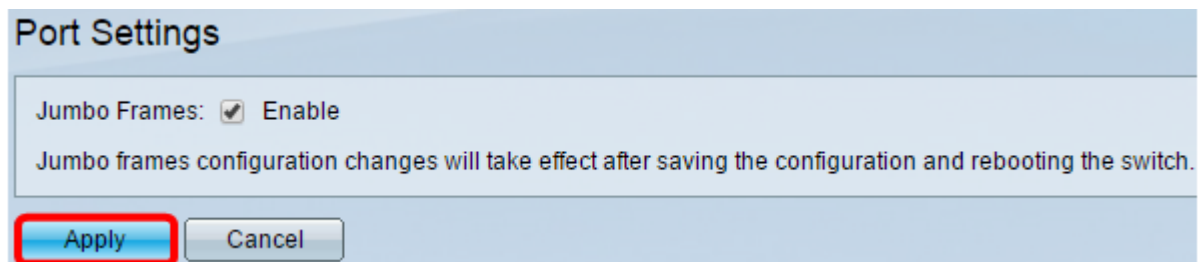 Port Settings
Jumbo Frames: Enable
Jumbo frames configuration changes will take effect after saving the configuration and rebooting the switch.
Apply Cancel